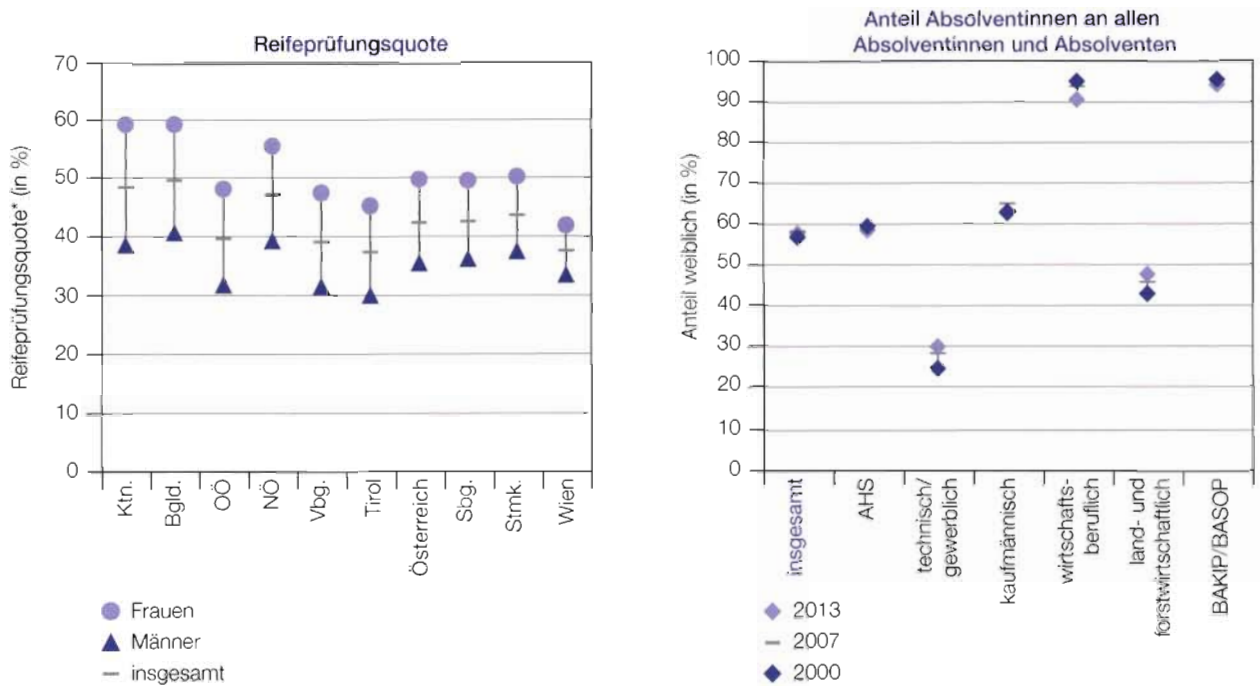 Reifeprüfungsquote
70
60
50
40
30
20
10
0
Reifeprüfungsquote* (in %)
Ktn.
Bgld.
OÖ
NÖ
Vbg.
Tirol
Österreich
Sbg.
Stmk.
Wien
Frauen
Männer
insgesamt
Anteil Absolventinnen an allen
Absolventinnen und Absolventen
100
90
80
70
60
50
40
30
20
10
0
Anteil weiblich (in %)
insgesamt
AHS
technisch/
gewerblich
kaufmännisch
wirtschafts-
beruflich
land- und
forstwirtschaftlich
BAKIP/BASOP
2013
2007
2000